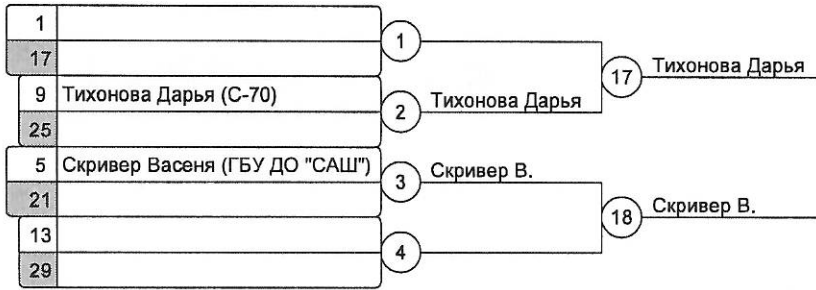 1
17
1
9 Тихонова Дарья (С-70)
25
2 Тихонова Дарья
17 Тихонова Дарья
5 Скривер Васеня (ГБУ ДО "САШ")
21
3 Скривер В.
13
29
4
18 Скривер В.